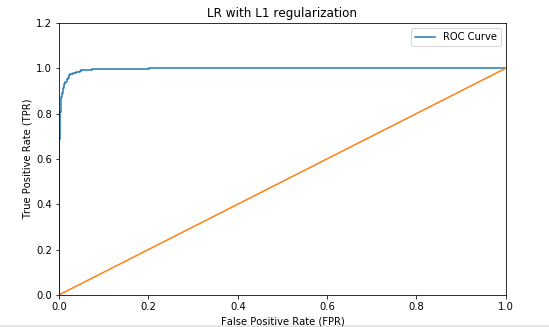 LR with L1 regularization
1.2
ROC Curve
1.0
0.8
True Positive Rate (TPR)
0.6
0.4
0.2
0.0
0.0 0.2 0.4 0.6 0.8 1.0
False Positive Rate (FPR)